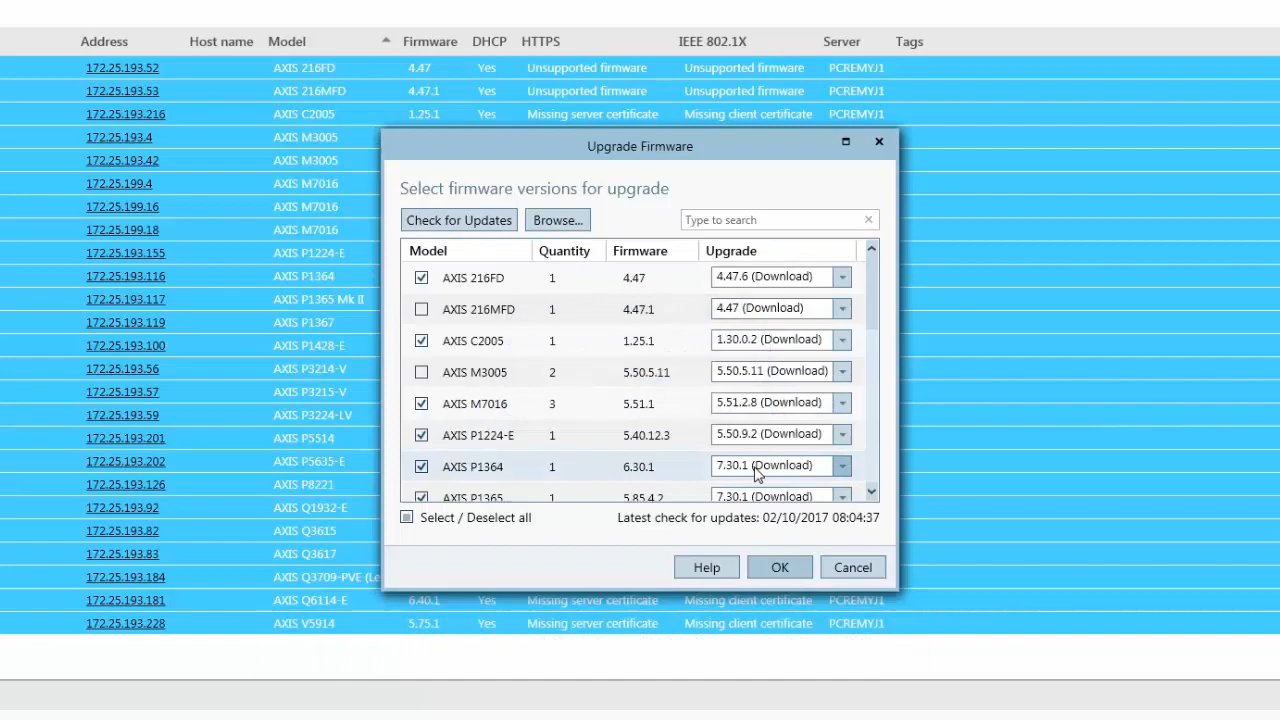 Address Host name Model Firmware DHCP HTTPS IEEE 802.1X Server Tags
172.25.193.52 AXIS 216FD 4.47 Yes Unsupported firmware Unsupported firmware PCREMYJ1
172.25.193.53 AXIS 216MFD 4.47.1 Yes Unsupported firmware Unsupported firmware PCREMYJ1
172.25.193.216 AXIS C2005 1.25.1 Yes Missing server certificate Missing client certificate PCREMYJ1
172.25.193.4 AXIS M3005
172.25.193.42 AXIS M3005
172.25.199.4 AXIS M7016
172.25.199.16 AXIS M7016
172.25.199.18 AXIS M7016
172.25.193.155 AXIS P1224-E
172.25.193.116 AXIS P1364
172.25.193.117 AXIS P1365 Mk II
172.25.193.119 AXIS P1367
172.25.193.100 AXIS P1428-E
172.25.193.56 AXIS P3214-V
172.25.193.57 AXIS P3215-V
172.25.193.59 AXIS P3224-LV
172.25.193.201 AXIS P5514
172.25.193.202 AXIS P5635-E
172.25.193.126 AXIS P8221
172.25.193.92 AXIS Q1932-E
172.25.193.82 AXIS Q3615
172.25.193.83 AXIS Q3617
172.25.193.184 AXIS Q3709-PVE (Le
172.25.193.181 AXIS Q6114-E 6.40.1 Yes Missing server certificate Missing client certificate PCREMYJ1
172.25.193.228 AXIS V5914 5.75.1 Yes Missing server certificate Missing client certificate PCREMYJ1
Upgrade Firmware
Select firmware versions for upgrade
Check for Updates Browse... Type to search
Model Quantity Firmware Upgrade
AXIS 216FD 1 4.47 4.47.6 (Download)
AXIS 216MFD 1 4.47.1 4.47 (Download)
AXIS C2005 1 1.25.1 1.30.0.2 (Download)
AXIS M3005 2 5.50.5.11 5.50.5.11 (Download)
AXIS M7016 3 5.51.1 5.51.2.8 (Download)
AXIS P1224-E 1 5.40.12.3 5.50.9.2 (Download)
AXIS P1364 1 6.30.1 7.30.1 (Download)
AXIS P1365... 1 5.85.4.2 7.30.1 (Download)
Select / Deselect all Latest check for updates: 02/10/2017 08:04:37
Help OK Cancel